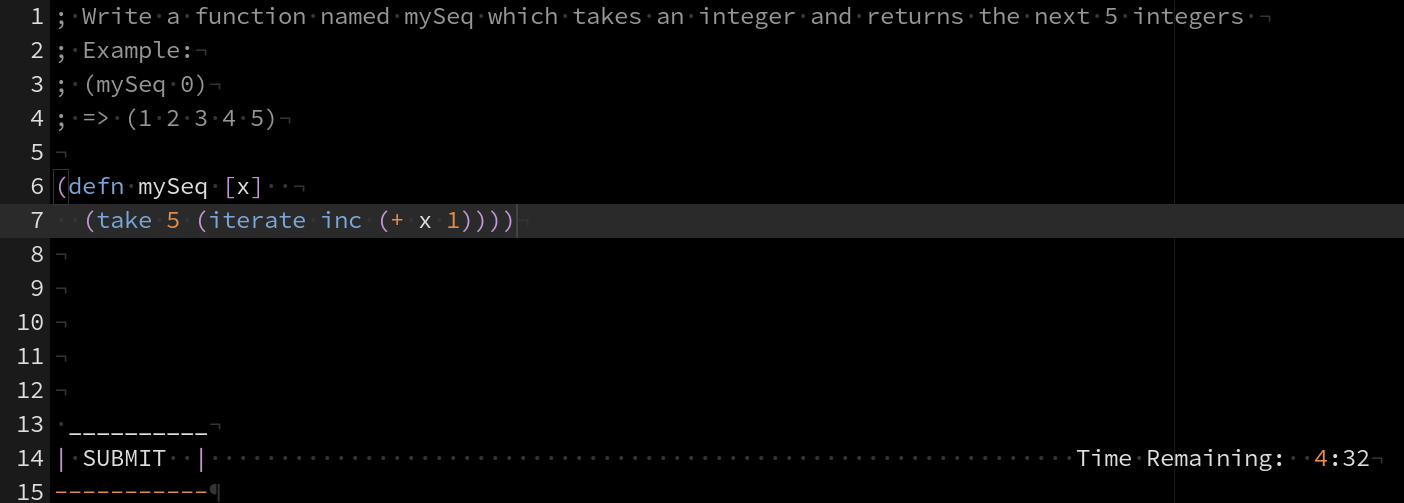 1 ; Write a function named mySeq which takes an integer and returns the next 5 integers
2 ; Example:
3 ; (mySeq 0)
4 ; => (1 2 3 4 5)
5
6 (defn mySeq [x]
7   (take 5 (iterate inc (+ x 1))))
8
9
10
11
12
13  __________
14 | SUBMIT  | Time Remaining:  4:32
15 -----------